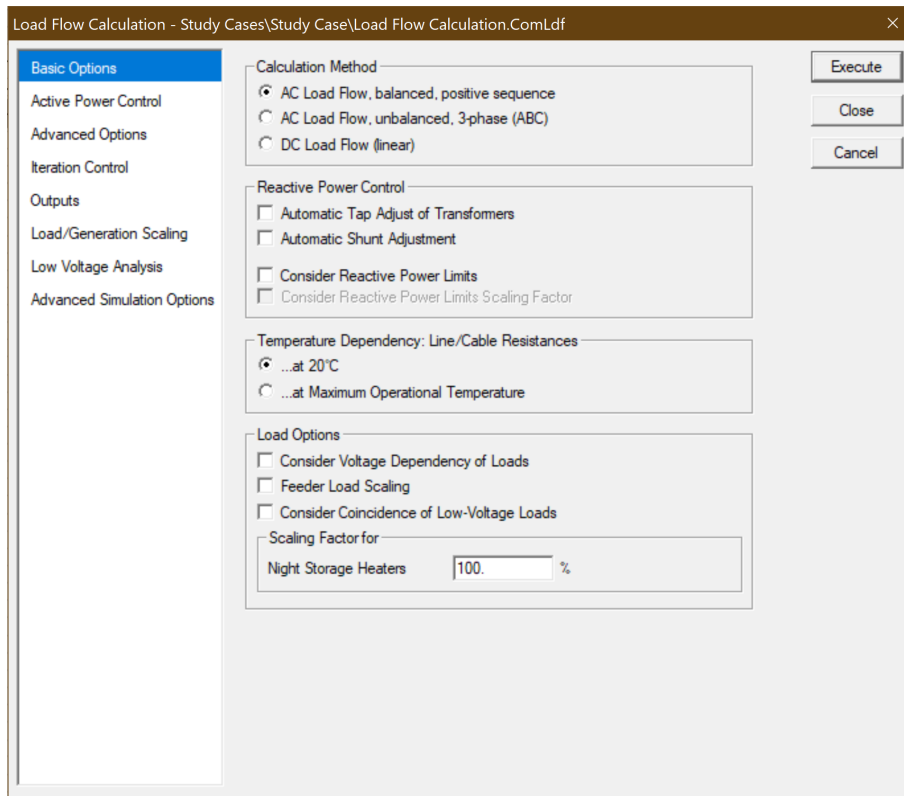 Load Flow Calculation - Study Cases\Study Case\Load Flow Calculation.ComLdf
Basic Options
Active Power Control
Advanced Options
Iteration Control
Outputs
Load/Generation Scaling
Low Voltage Analysis
Advanced Simulation Options
Calculation Method
AC Load Flow, balanced, positive sequence
AC Load Flow, unbalanced, 3-phase (ABC)
DC Load Flow (linear)
Reactive Power Control
Automatic Tap Adjust of Transformers
Automatic Shunt Adjustment
Consider Reactive Power Limits
Consider Reactive Power Limits Scaling Factor
Temperature Dependency: Line/Cable Resistances
...at 20°C
...at Maximum Operational Temperature
Load Options
Consider Voltage Dependency of Loads
Feeder Load Scaling
Consider Coincidence of Low-Voltage Loads
Scaling Factor for
Night Storage Heaters 100. %
Execute
Close
Cancel